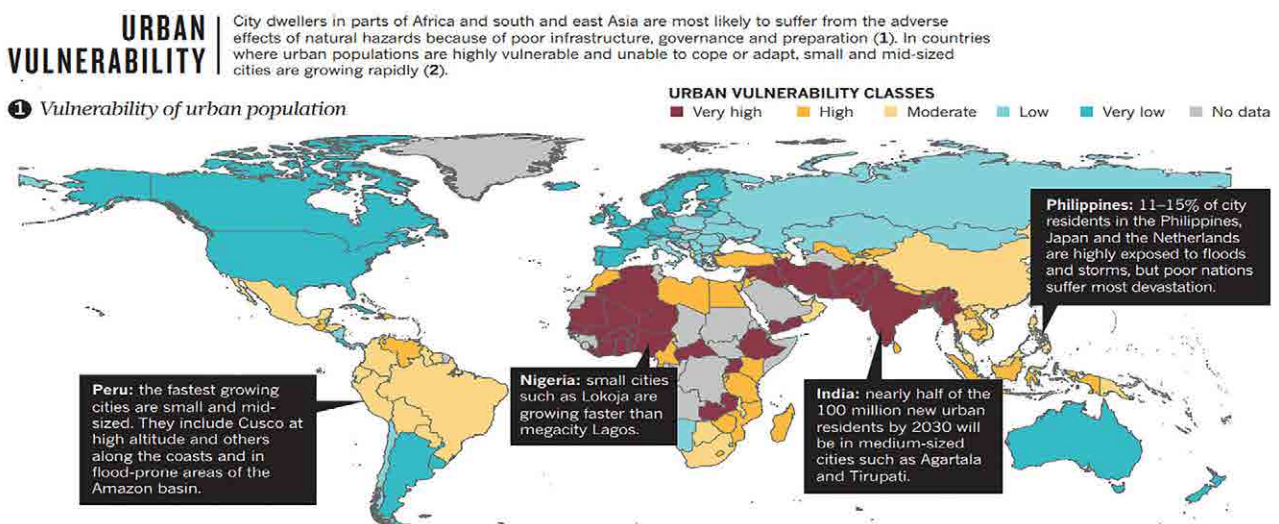 URBAN
VULNERABILITY
City dwellers in parts of Africa and south and east Asia are most likely to suffer from the adverse
effects of natural hazards because of poor infrastructure, governance and preparation (1). In countries
where urban populations are highly vulnerable and unable to cope or adapt, small and mid-sized
cities are growing rapidly (2).
1 Vulnerability of urban population
URBAN VULNERABILITY CLASSES
Very high High Moderate Low Very low No data
Philippines: 11–15% of city
residents in the Philippines,
Japan and the Netherlands
are highly exposed to floods
and storms, but poor nations
suffer most devastation.
Peru: the fastest growing
cities are small and mid-
sized. They include Cusco at
high altitude and others
along the coasts and in
flood-prone areas of the
Amazon basin.
Nigeria: small cities
such as Lokoja are
growing faster than
megacity Lagos.
India: nearly half of the
100 million new urban
residents by 2030 will
be in medium-sized
cities such as Agartala
and Tirupati.